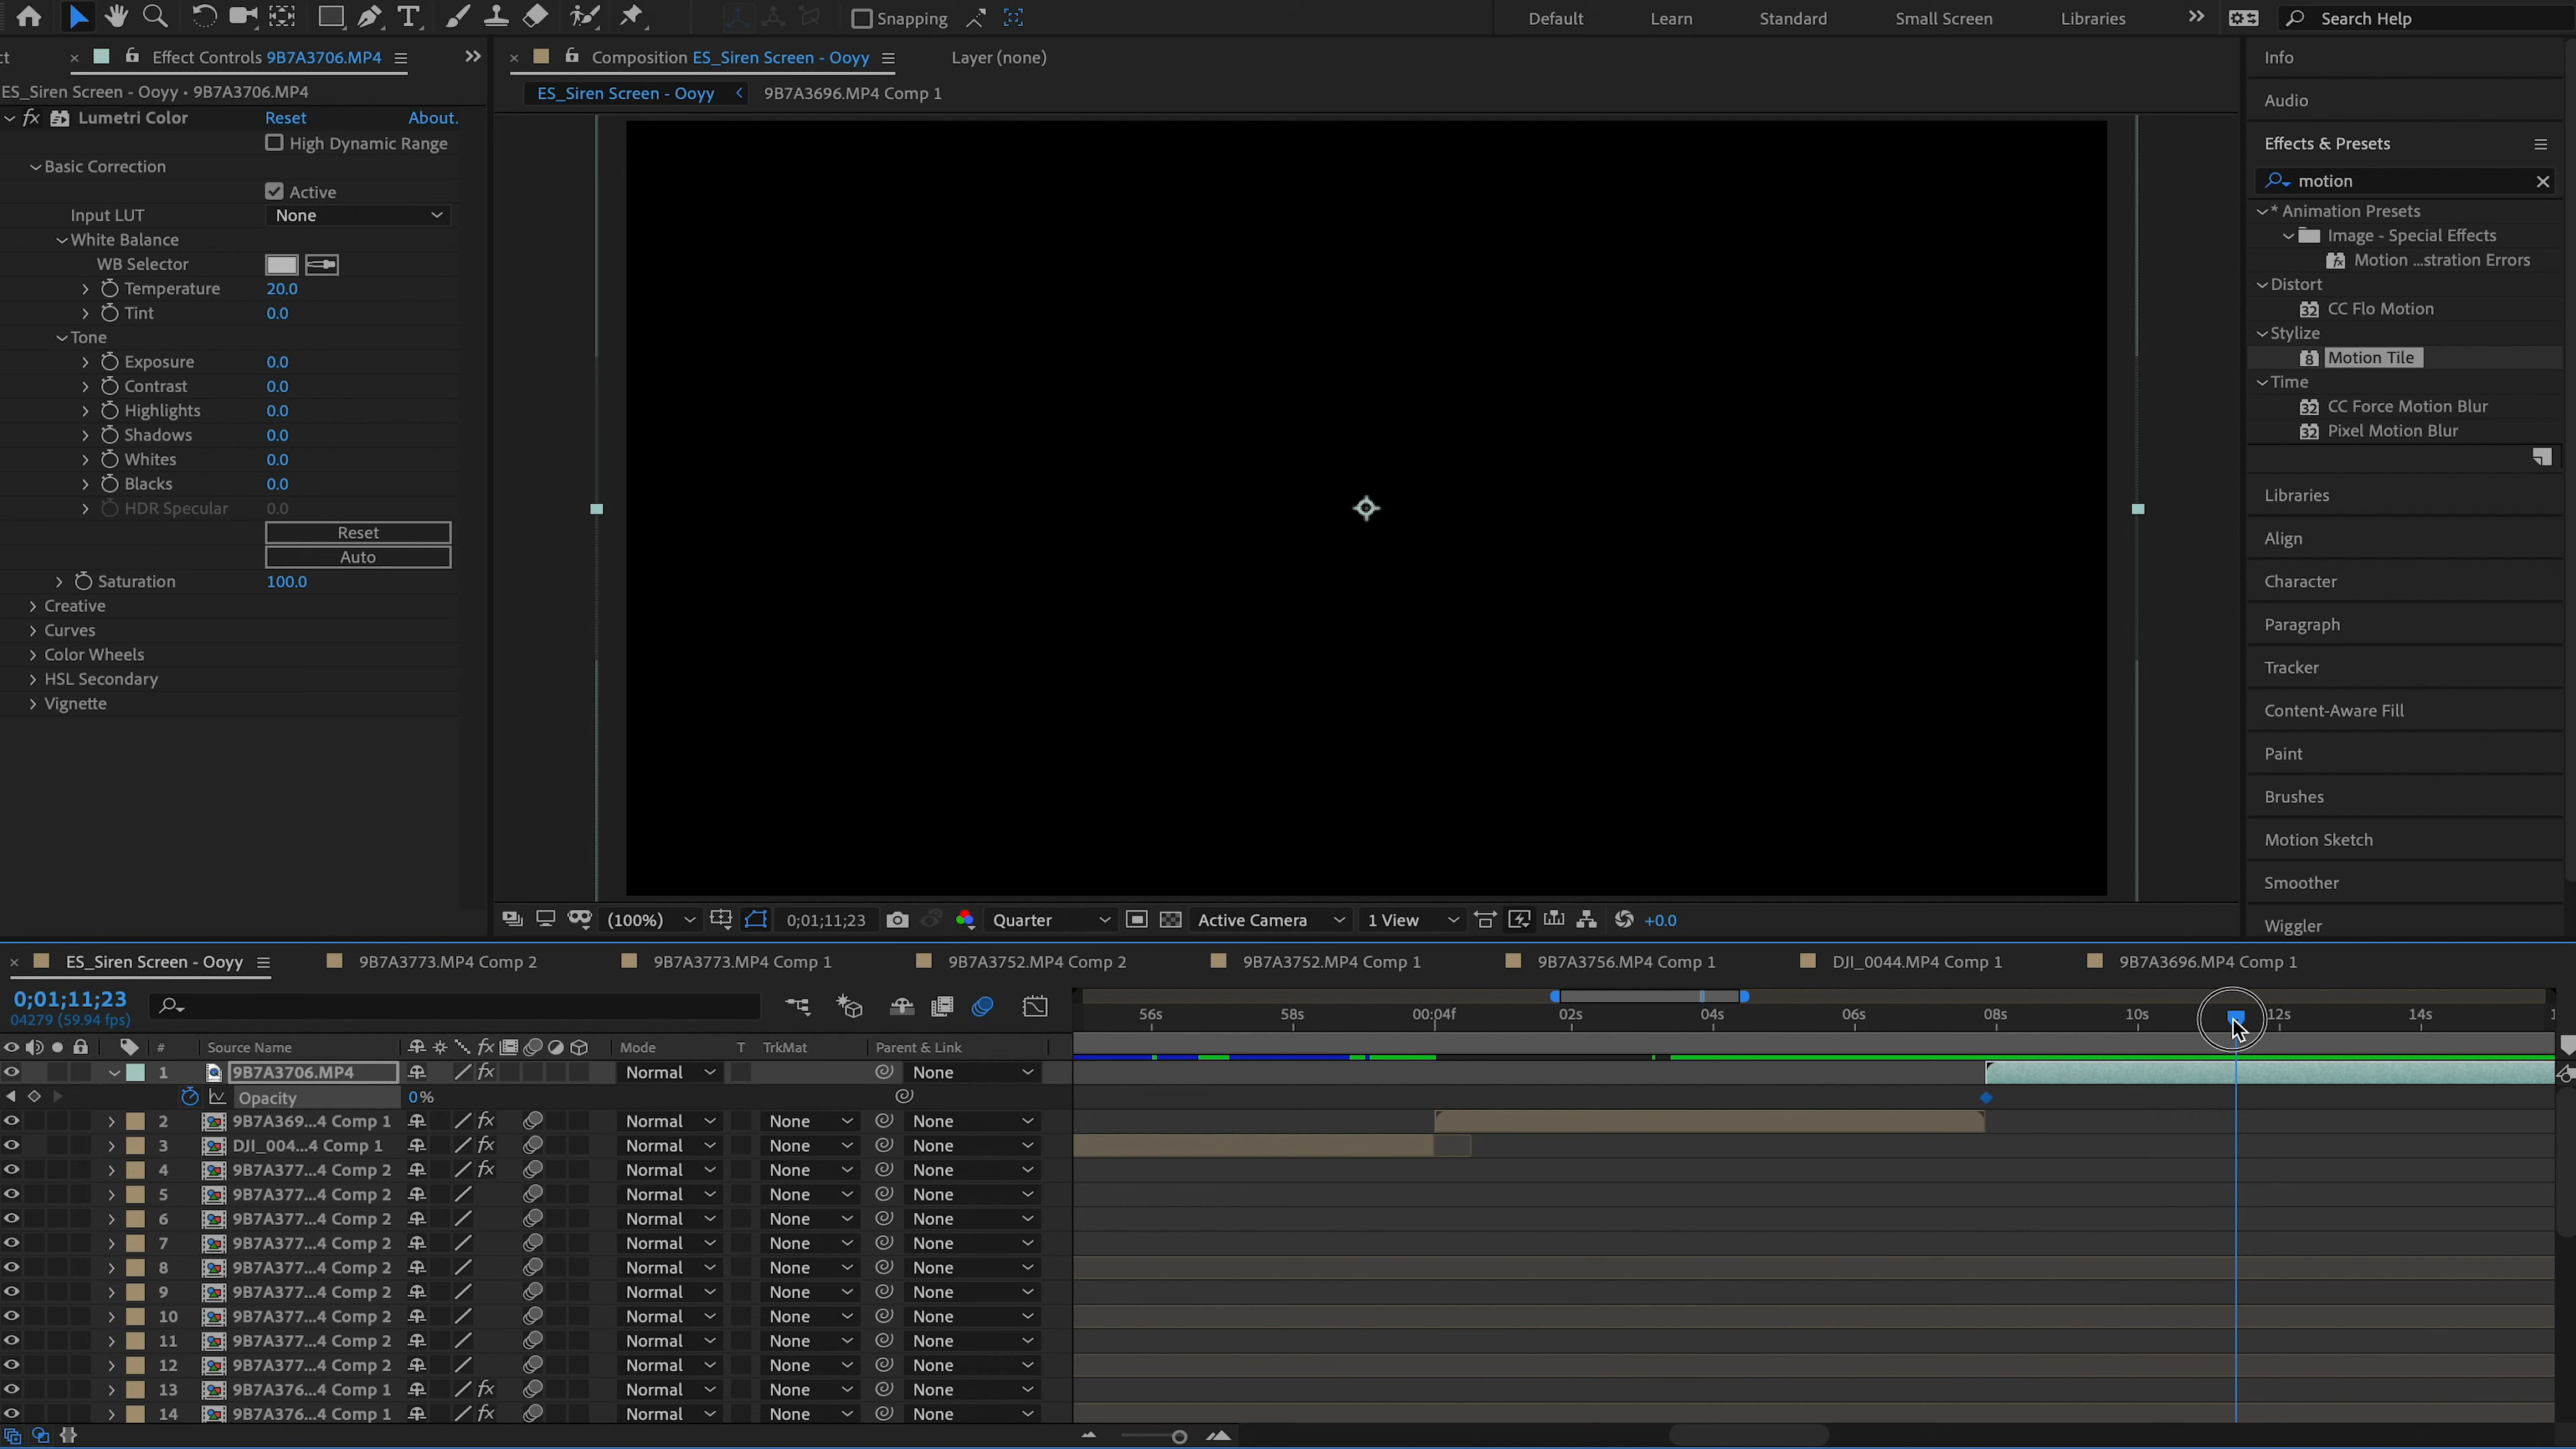 Snapping
Default
Learn
Standard
Small Screen
Libraries
Search Help
ct
Effect Controls 9B7A3706.MP4
Composition ES_Siren Screen - Ooyy
Layer (none)
Info
ES_Siren Screen - Ooyy • 9B7A3706.MP4
ES_Siren Screen - Ooyy
9B7A3696.MP4 Comp 1
Audio
fx Lumetri Color Reset About.
High Dynamic Range
Effects & Presets
Basic Correction
motion
Active
Input LUT None
* Animation Presets
White Balance
Image - Special Effects
WB Selector
Motion ...stration Errors
Temperature 20.0
Distort
Tint 0.0
CC Flo Motion
Tone
Stylize
Exposure 0.0
Motion Tile
Contrast 0.0
Time
Highlights 0.0
CC Force Motion Blur
Shadows 0.0
Pixel Motion Blur
Whites 0.0
Blacks 0.0
Libraries
HDR Specular 0.0
Reset
Align
Auto
Saturation 100.0
Character
Creative
Curves
Paragraph
Color Wheels
Tracker
HSL Secondary
Vignette
Content-Aware Fill
Paint
Brushes
Motion Sketch
Smoother
Wiggler
(100%) 0;01;11;23 Quarter Active Camera 1 View +0.0
ES_Siren Screen - Ooyy
9B7A3773.MP4 Comp 2
9B7A3773.MP4 Comp 1
9B7A3752.MP4 Comp 2
9B7A3752.MP4 Comp 1
9B7A3756.MP4 Comp 1
DJI_0044.MP4 Comp 1
9B7A3696.MP4 Comp 1
0;01;11;23
04279 (59.94 fps)
56s 58s 00:04f 02s 04s 06s 08s 10s 12s 14s 1
# Source Name fx Mode T TrkMat Parent & Link
1 9B7A3706.MP4 fx Normal None
Opacity 0%
2 9B7A369...4 Comp 1 fx Normal None None
3 DJI_004...4 Comp 1 fx Normal None None
4 9B7A377...4 Comp 2 fx Normal None None
5 9B7A377...4 Comp 2 Normal None None
6 9B7A377...4 Comp 2 Normal None None
7 9B7A377...4 Comp 2 Normal None None
8 9B7A377...4 Comp 2 Normal None None
9 9B7A377...4 Comp 2 Normal None None
10 9B7A377...4 Comp 2 Normal None None
11 9B7A377...4 Comp 2 Normal None None
12 9B7A377...4 Comp 2 Normal None None
13 9B7A376...4 Comp 1 fx Normal None None
14 9B7A376...4 Comp 1 fx Normal None None